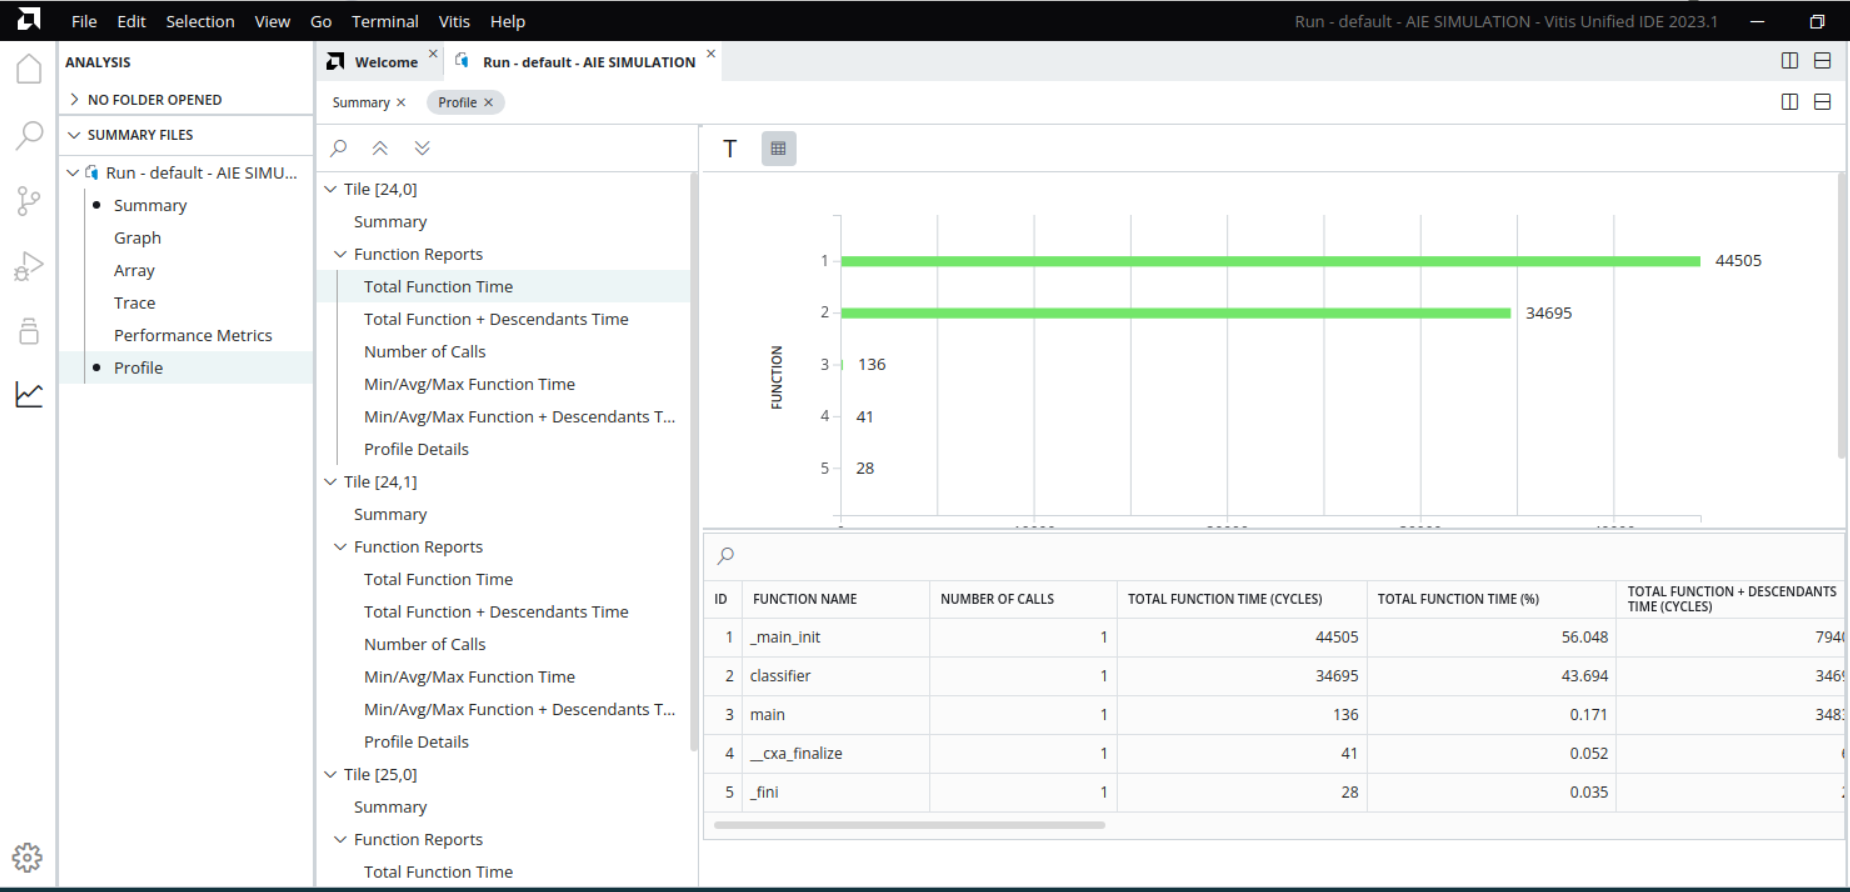 File Edit Selection View Go Terminal Vitis Help
Run - default - AIE SIMULATION - Vitis Unified IDE 2023.1
ANALYSIS
NO FOLDER OPENED
SUMMARY FILES
Run - default - AIE SIMU...
Summary
Graph
Array
Trace
Performance Metrics
Profile
Welcome
Run - default - AIE SIMULATION
Summary
Profile
Tile [24,0]
Summary
Function Reports
Total Function Time
Total Function + Descendants Time
Number of Calls
Min/Avg/Max Function Time
Min/Avg/Max Function + Descendants T...
Profile Details
Tile [24,1]
Summary
Function Reports
Total Function Time
Total Function + Descendants Time
Number of Calls
Min/Avg/Max Function Time
Min/Avg/Max Function + Descendants T...
Profile Details
Tile [25,0]
Summary
Function Reports
Total Function Time
T
FUNCTION
1 44505
2 34695
3 136
4 41
5 28
ID FUNCTION NAME NUMBER OF CALLS TOTAL FUNCTION TIME (CYCLES) TOTAL FUNCTION TIME (%) TOTAL FUNCTION + DESCENDANTS TIME (CYCLES)
1 _main_init 1 44505 56.048
2 classifier 1 34695 43.694
3 main 1 136 0.171
4 __cxa_finalize 1 41 0.052
5 _fini 1 28 0.035